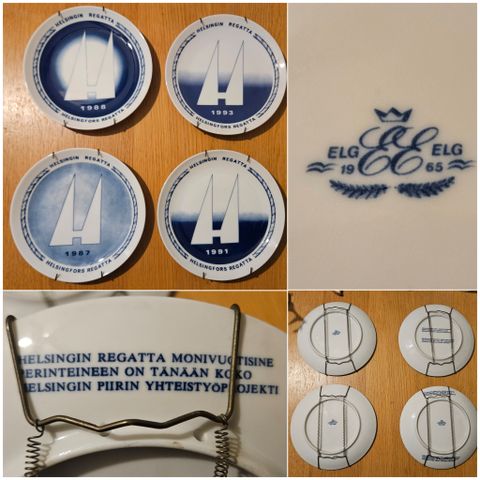 HELSINGIN REGATTA
1988
HELSINGFORS REGATTA
HELSINGIN REGATTA
1993
HELSINGFORS REGATTA
HELSINGIN REGATTA
1987
HELSINGFORS REGATTA
HELSINGIN REGATTA
1991
HELSINGFORS REGATTA
ELG EE ELG
19 65
HELSINGIN REGATTA MONIVUOTISINE
PERINTEINEEN ON TÄNÄÄN KOKO
HELSINGIN PIIRIN YHTEISTYÖPROJEKTI